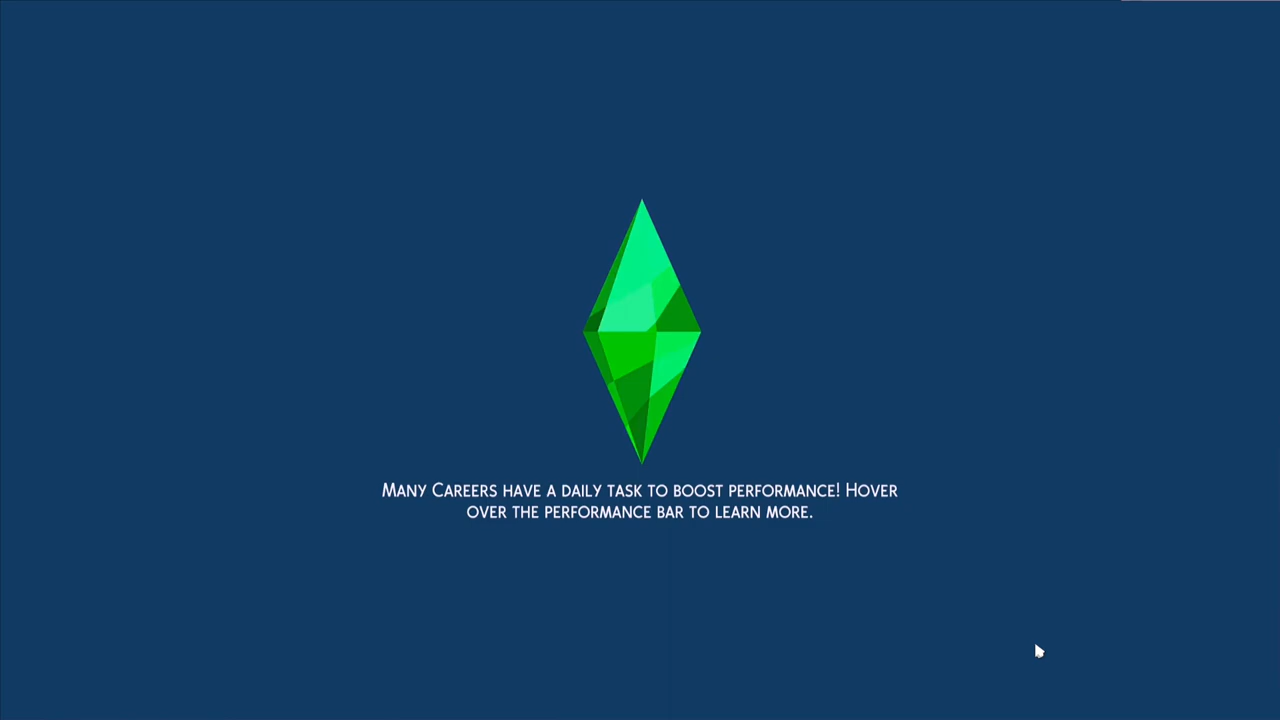 Many Careers have a daily task to boost performance! Hover
over the performance bar to learn more.